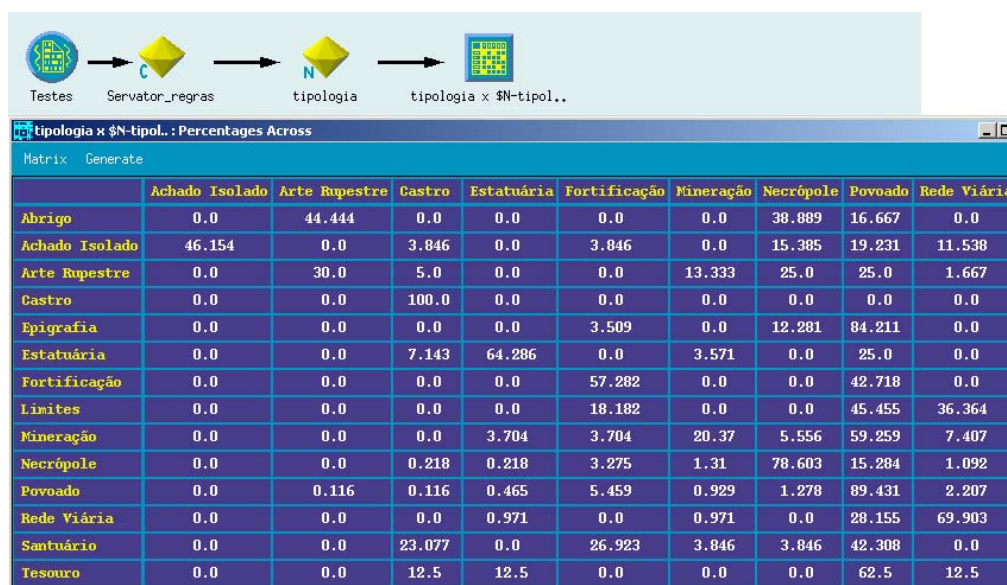 C N
Testes Servator_regras tipologia tipologia x $N-tipol..
tipologia x $N-tipol.. : Percentages Across
Matrix Generate
Achado Isolado Arte Rupestre Castro Estatuária Fortificação Mineração Necrópole Povoado Rede Viária
Abrigo 0.0 44.444 0.0 0.0 0.0 0.0 38.889 16.667 0.0
Achado Isolado 46.154 0.0 3.846 0.0 3.846 0.0 15.385 19.231 11.538
Arte Rupestre 0.0 30.0 5.0 0.0 0.0 13.333 25.0 25.0 1.667
Castro 0.0 0.0 100.0 0.0 0.0 0.0 0.0 0.0 0.0
Epigrafia 0.0 0.0 0.0 0.0 3.509 0.0 12.281 84.211 0.0
Estatuária 0.0 0.0 7.143 64.286 0.0 3.571 0.0 25.0 0.0
Fortificação 0.0 0.0 0.0 0.0 57.282 0.0 0.0 42.718 0.0
Limites 0.0 0.0 0.0 0.0 18.182 0.0 0.0 45.455 36.364
Mineração 0.0 0.0 0.0 3.704 3.704 20.37 5.556 59.259 7.407
Necrópole 0.0 0.0 0.218 0.218 3.275 1.31 78.603 15.284 1.092
Povoado 0.0 0.116 0.116 0.465 5.459 0.929 1.278 89.431 2.207
Rede Viária 0.0 0.0 0.0 0.971 0.0 0.971 0.0 28.155 69.903
Santuário 0.0 0.0 23.077 0.0 26.923 3.846 3.846 42.308 0.0
Tesouro 0.0 0.0 12.5 12.5 0.0 0.0 0.0 62.5 12.5